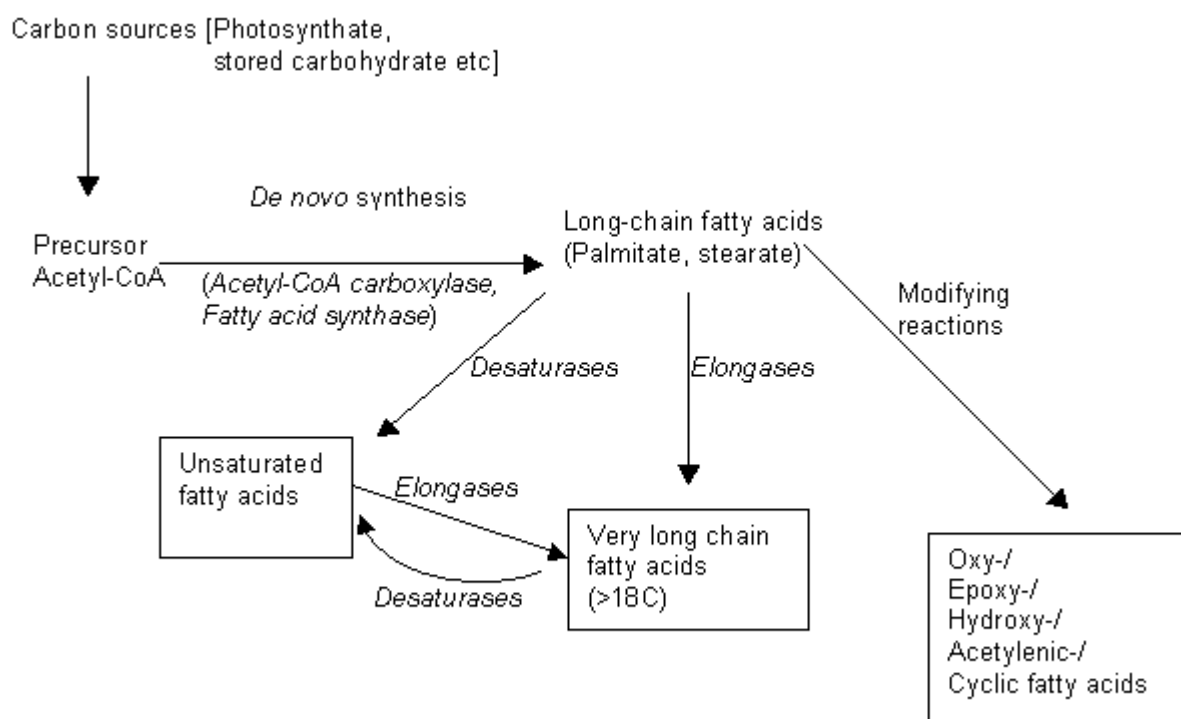 Carbon sources [Photosynthate,
stored carbohydrate etc]
De novo synthesis
Precursor
Acetyl-CoA
(Acetyl-CoA carboxylase,
Fatty acid synthase)
Long-chain fatty acids
(Palmitate, stearate)
Modifying
reactions
Desaturases
Elongases
Unsaturated
fatty acids
Elongases
Desaturases
Very long chain
fatty acids
(>18C)
Oxy-/
Epoxy-/
Hydroxy-/
Acetylenic-/
Cyclic fatty acids